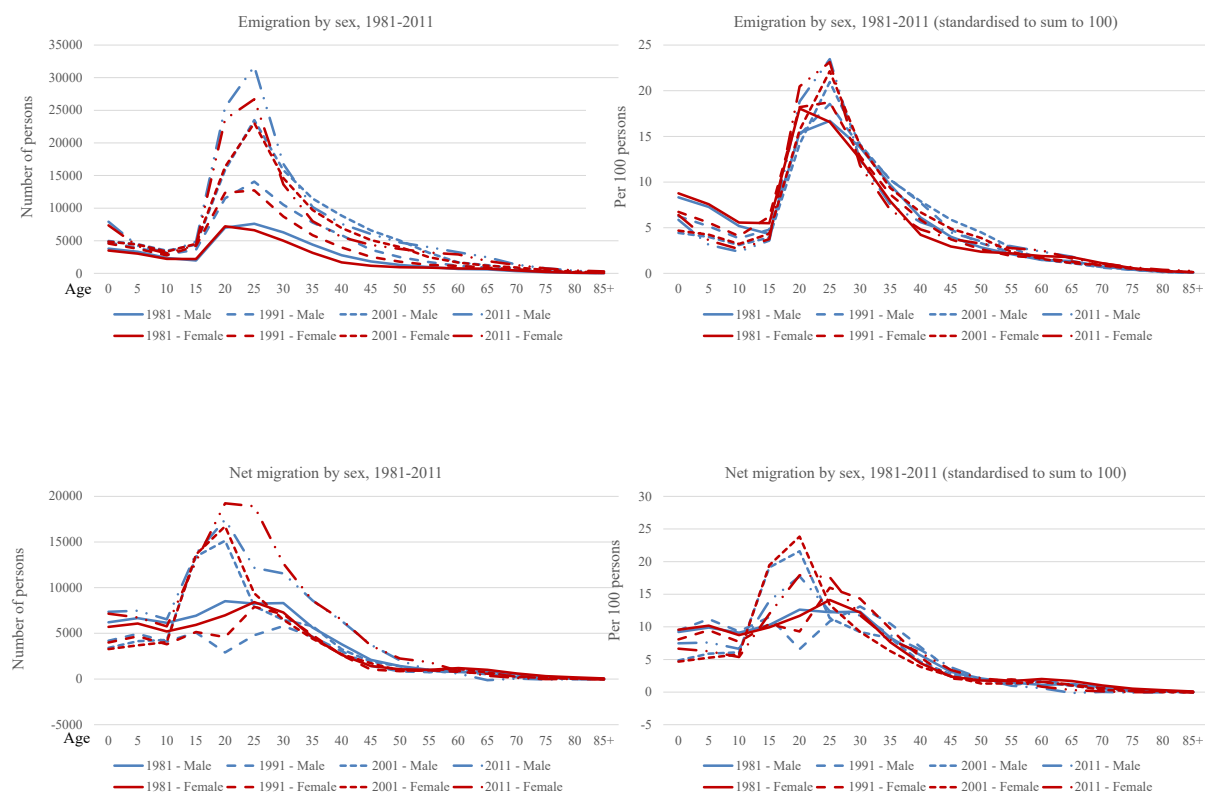 Emigration by sex, 1981-2011
Number of persons
35000
30000
25000
20000
15000
10000
5000
0
Age 0 5 10 15 20 25 30 35 40 45 50 55 60 65 70 75 80 85+
1981 - Male 1991 - Male 2001 - Male 2011 - Male
1981 - Female 1991 - Female 2001 - Female 2011 - Female
Emigration by sex, 1981-2011 (standardised to sum to 100)
Per 100 persons
25
20
15
10
5
0
0 5 10 15 20 25 30 35 40 45 50 55 60 65 70 75 80 85+
1981 - Male 1991 - Male 2001 - Male 2011 - Male
1981 - Female 1991 - Female 2001 - Female 2011 - Female
Net migration by sex, 1981-2011
Number of persons
20000
15000
10000
5000
0
-5000
Age 0 5 10 15 20 25 30 35 40 45 50 55 60 65 70 75 80 85+
1981 - Male 1991 - Male 2001 - Male 2011 - Male
1981 - Female 1991 - Female 2001 - Female 2011 - Female
Net migration by sex, 1981-2011 (standardised to sum to 100)
Per 100 persons
30
25
20
15
10
5
0
-5
0 5 10 15 20 25 30 35 40 45 50 55 60 65 70 75 80 85+
1981 - Male 1991 - Male 2001 - Male 2011 - Male
1981 - Female 1991 - Female 2001 - Female 2011 - Female